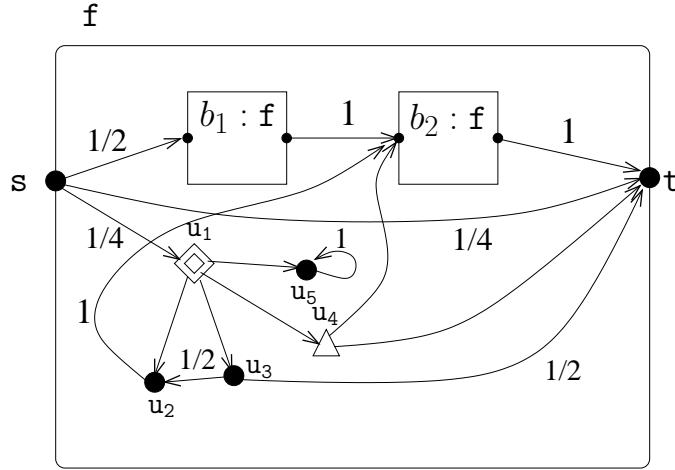 f
b₁ : f
1
b₂ : f
1
1/2
s
t
1/4
u₁
1/4
1
u₅
u₄
1
1/2
u₃
1/2
u₂